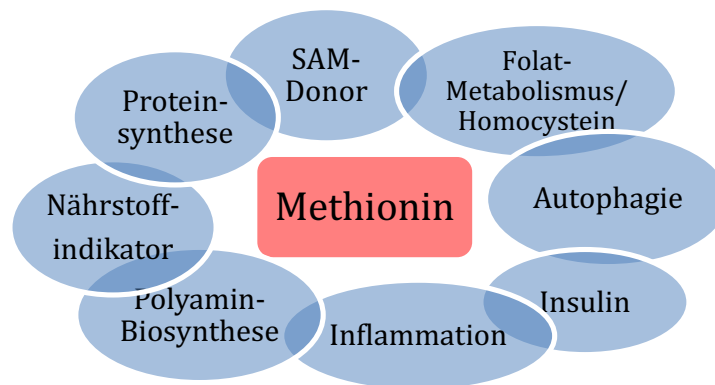 SAM-
Donor
Folat-
Metabolismus/
Homocystein
Protein-
synthese
Methionin
Autophagie
Nährstoff-
indikator
Insulin
Polyamin-
Biosynthese
Inflammation